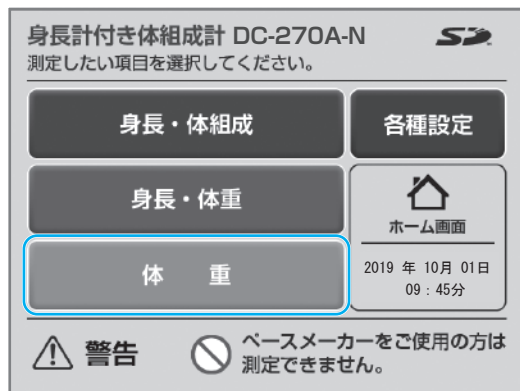 身長計付き体組成計 DC-270A-N
SD
測定したい項目を選択してください。
身長・体組成
各種設定
身長・体重
ホーム画面
体 重
2019 年 10月 01日
09 : 45分
警告
ペースメーカーをご使用の方は
測定できません。